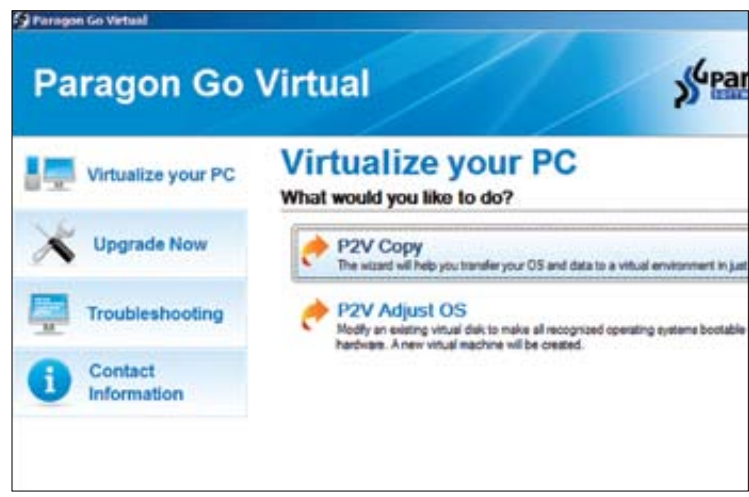 Paragon Go Virtual
Paragon Go Virtual
Par
Virtualize your PC
Upgrade Now
Troubleshooting
Contact
Information
Virtualize your PC
What would you like to do?
P2V Copy
The wizard will help you transfer your OS and data to a virtual environment in just
P2V Adjust OS
Modify an existing virtual disk to make all recognized operating systems bootable
hardware. A new virtual machine will be created.